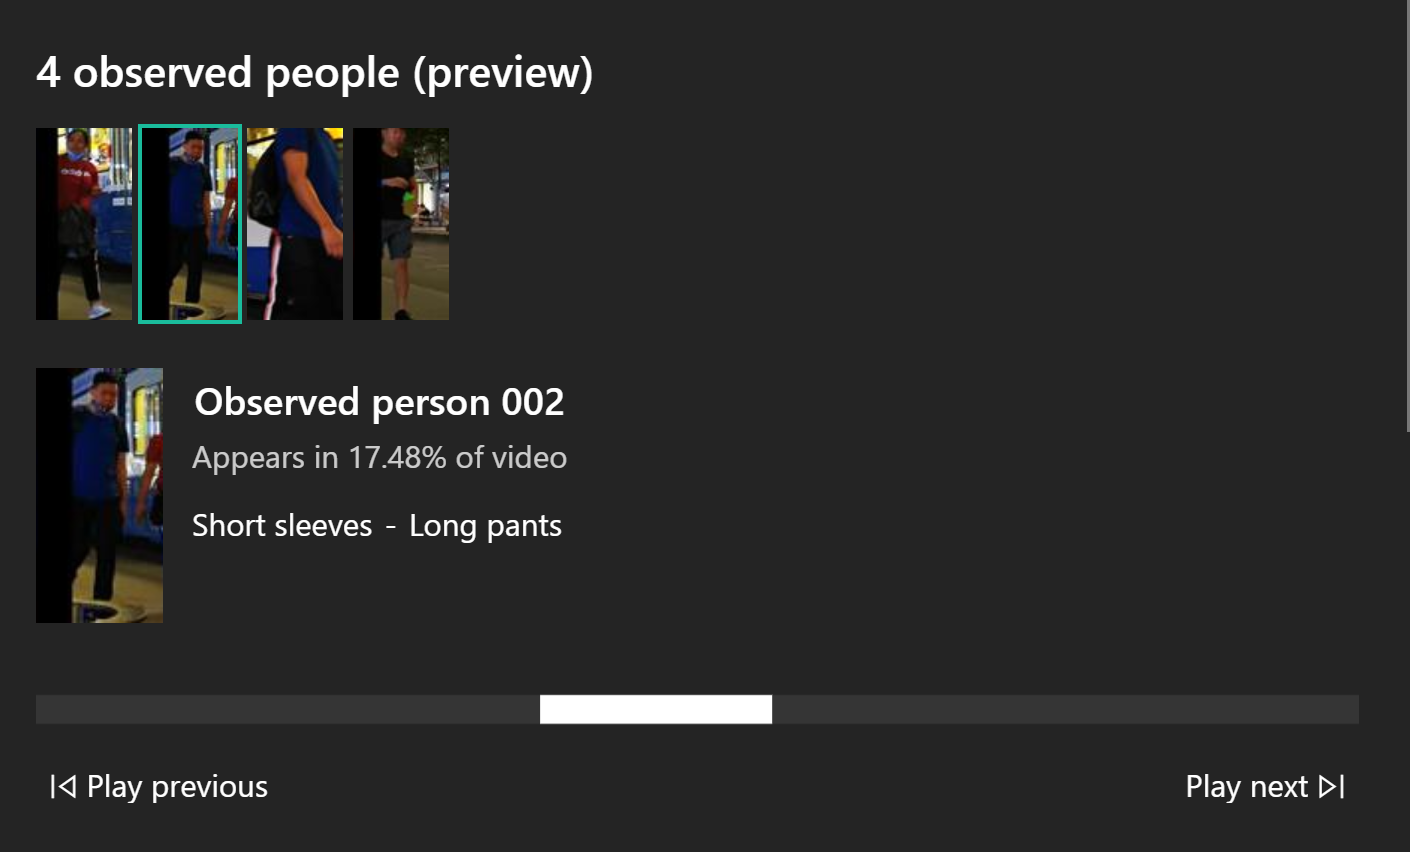 4 observed people (preview)
Observed person 002
Appears in 17.48% of video
Short sleeves - Long pants
Play previous
Play next